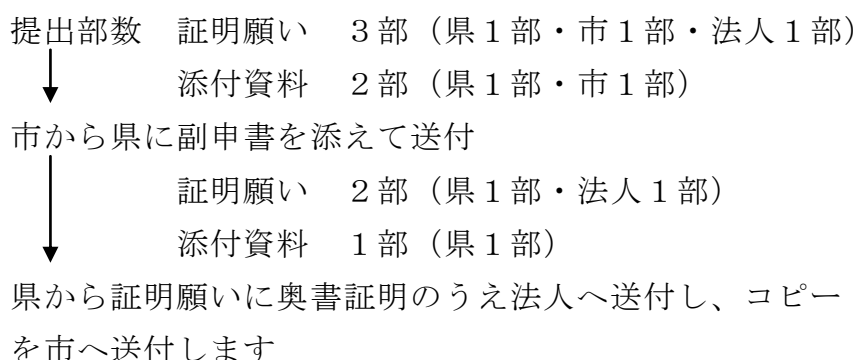 提出部数　証明願い　３部（県１部・市１部・法人１部）
添付資料　２部（県１部・市１部）
市から県に副申書を添えて送付
証明願い　２部（県１部・法人１部）
添付資料　１部（県１部）
県から証明願いに奥書証明のうえ法人へ送付し、コピー
を市へ送付します